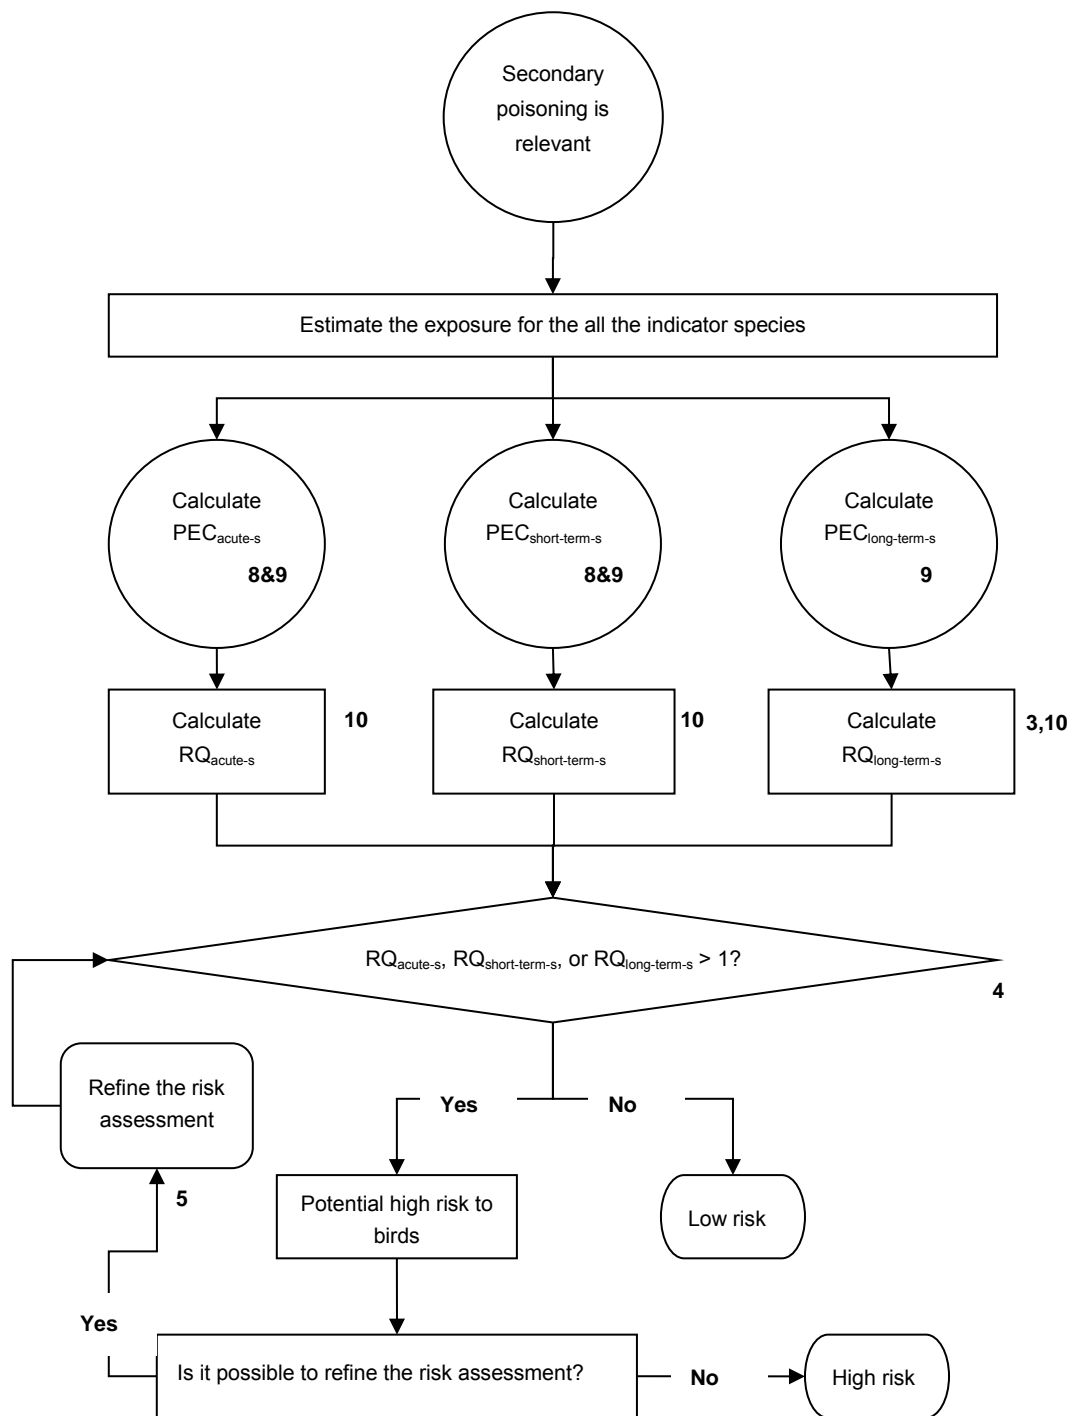 Secondary
poisoning is
relevant
Estimate the exposure for the all the indicator species
Calculate
PECacute-s
8&9
Calculate
PECshort-term-s
8&9
Calculate
PEClong-term-s
9
Calculate
RQacute-s
10
Calculate
RQshort-term-s
10
Calculate
RQlong-term-s
3,10
RQacute-s, RQshort-term-s, or RQlong-term-s > 1?
4
Refine the risk
assessment
5
Yes
No
Potential high risk to
birds
Low risk
Yes
Is it possible to refine the risk assessment?
No
High risk